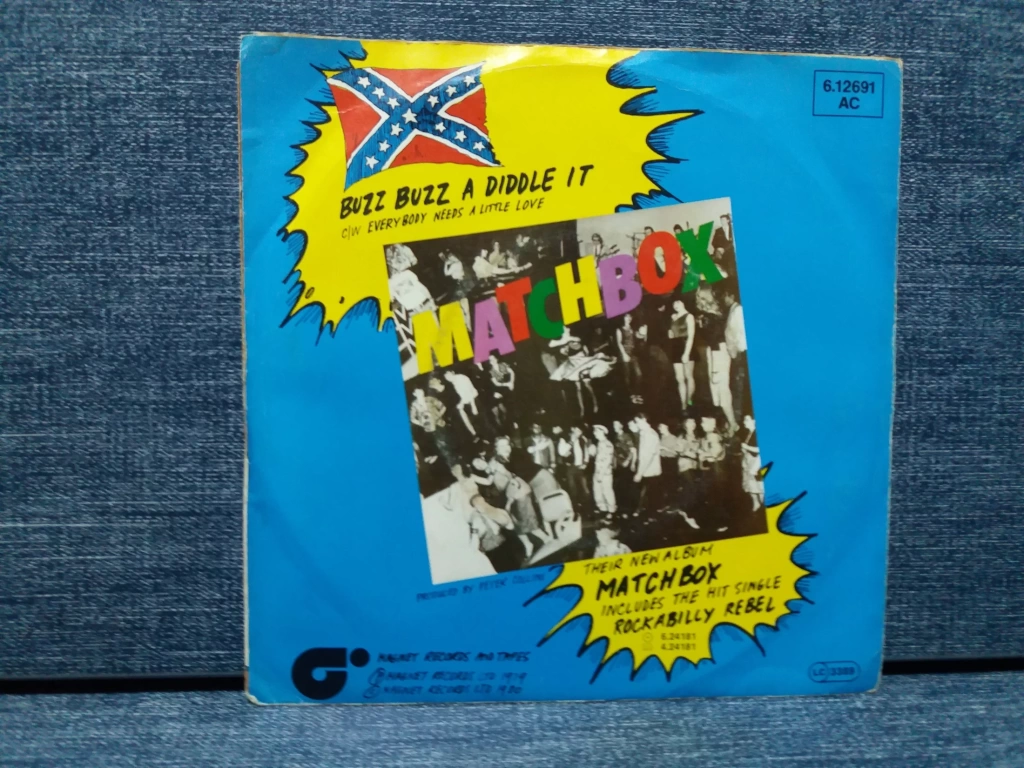 6.12691
AC
BUZZ BUZZ A DIDDLE IT
C/W EVERYBODY NEEDS A LITTLE LOVE
MATCHBOX
THEIR NEW ALBUM
MATCHBOX
INCLUDES THE HIT SINGLE
ROCKABILLY REBEL
6.24181
4.24181
PRODUCED BY PETER COLLINS
MAGNET RECORDS AND TAPES
Ⓟ MAGNET RECORDS LTD 1979
© MAGNET RECORDS LTD 1980
LC 3388